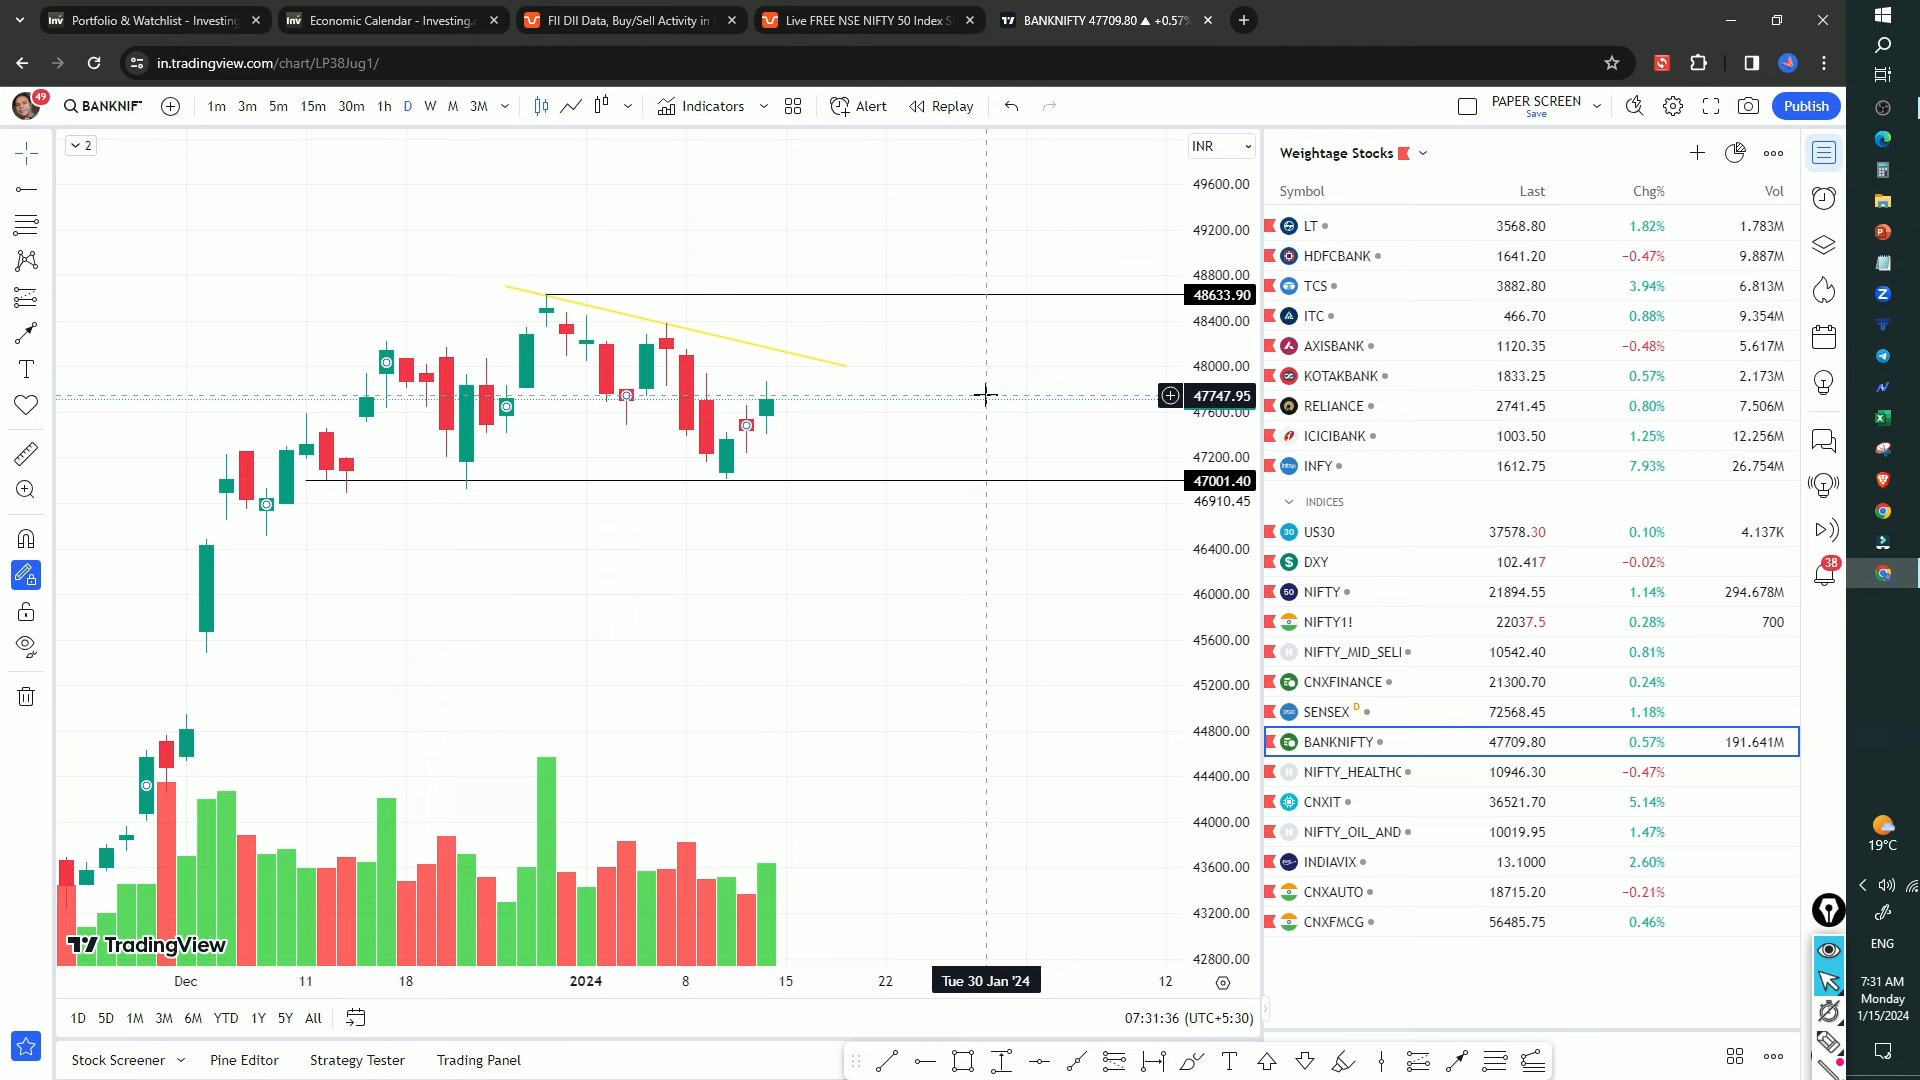 Portfolio & Watchlist - Investing
Economic Calendar - Investing.
FII DII Data, Buy/Sell Activity in
Live FREE NSE NIFTY 50 Index S
BANKNIFTY 47709.80 ▲ +0.57%
in.tradingview.com/chart/LP38Jug1/
49
BANKNIF
1m 3m 5m 15m 30m 1h D W M 3M
Indicators
Alert
Replay
PAPER SCREEN
Save
Publish
2
INR
49600.00
49200.00
48800.00
48633.90
48400.00
48000.00
47747.95
47600.00
47200.00
47001.40
46910.45
46400.00
46000.00
45600.00
45200.00
44800.00
44400.00
44000.00
43600.00
43200.00
42800.00
TradingView
Dec 11 18 2024 8 15 22 Tue 30 Jan '24 12
1D 5D 1M 3M 6M YTD 1Y 5Y All
07:31:36 (UTC+5:30)
Stock Screener
Pine Editor
Strategy Tester
Trading Panel
Weightage Stocks
Symbol Last Chg% Vol
LT 3568.80 1.82% 1.783M
HDFCBANK 1641.20 −0.47% 9.887M
TCS 3882.80 3.94% 6.813M
ITC 466.70 0.88% 9.354M
AXISBANK 1120.35 −0.48% 5.617M
KOTAKBANK 1833.25 0.57% 2.173M
RELIANCE 2741.45 0.80% 7.506M
ICICIBANK 1003.50 1.25% 12.256M
INFY 1612.75 7.93% 26.754M
INDICES
30 US30 37578.30 0.10% 4.137K
DXY 102.417 −0.02%
50 NIFTY 21894.55 1.14% 294.678M
NIFTY1! 22037.5 0.28% 700
NIFTY_MID_SELI 10542.40 0.81%
CNXFINANCE 21300.70 0.24%
SENSEX D 72568.45 1.18%
BANKNIFTY 47709.80 0.57% 191.641M
NIFTY_HEALTHC 10946.30 −0.47%
CNXIT 36521.70 5.14%
NIFTY_OIL_AND 10019.95 1.47%
INDIAVIX 13.1000 2.60%
CNXAUTO 18715.20 −0.21%
CNXFMCG 56485.75 0.46%
38
19°C
ENG
7:31 AM
Monday
1/15/2024